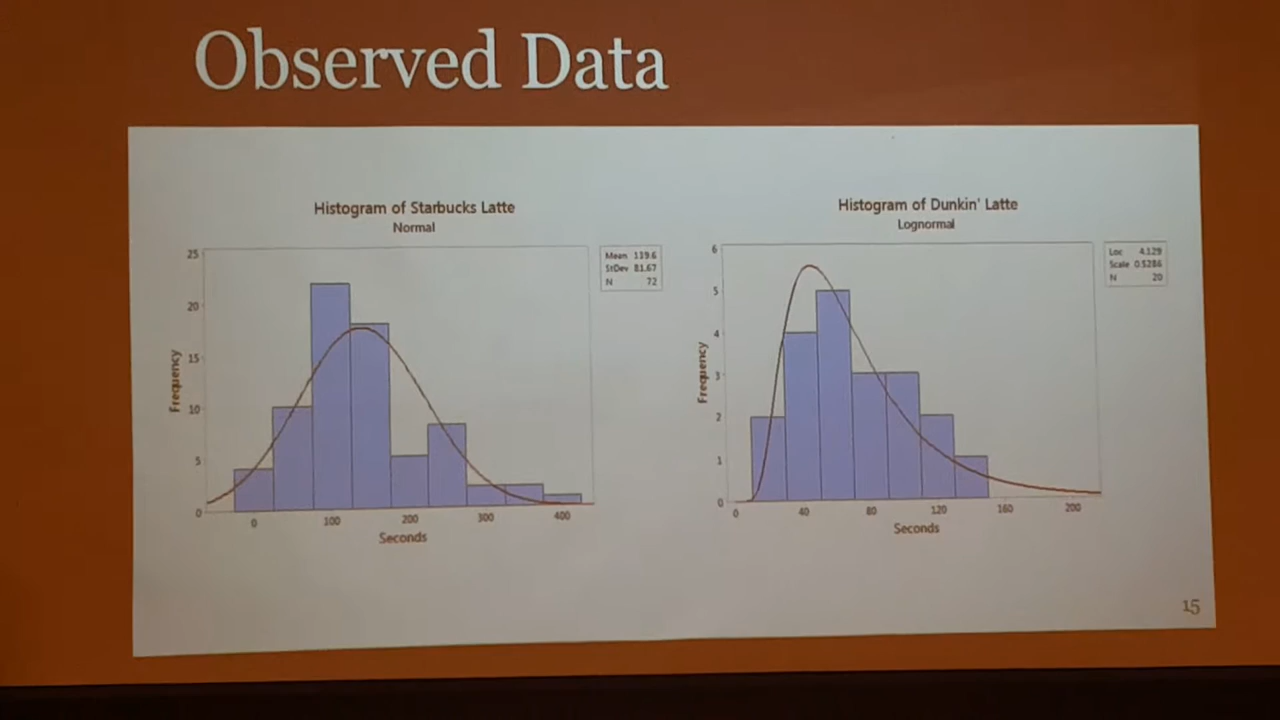 Observed Data
Histogram of Starbucks Latte
Normal
25
20
15
10
5
0
Frequency
0 100 200 300 400
Seconds
Mean 139.6
StDev 81.67
N 72
Histogram of Dunkin' Latte
Lognormal
6
5
4
3
2
1
0
Frequency
0 40 80 120 160 200
Seconds
Loc 4.129
Scale 0.5286
N 20
15